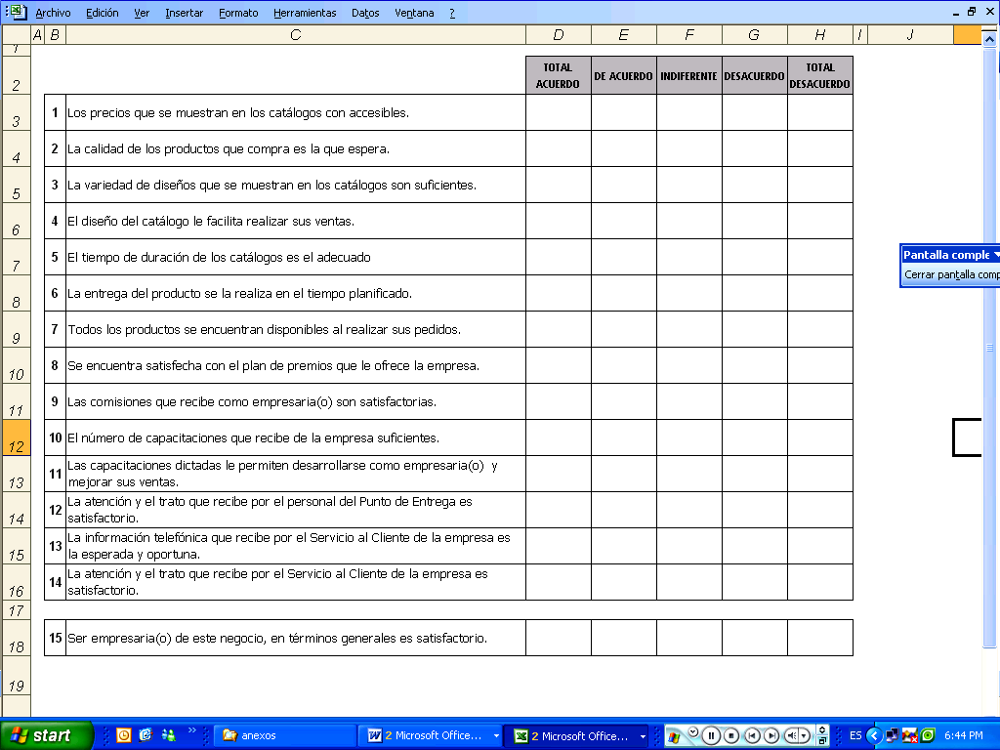 Archivo Edición Ver Insertar Formato Herramientas Datos Ventana ?
A B C D E F G H I J
1
2 TOTAL ACUERDO DE ACUERDO INDIFERENTE DESACUERDO TOTAL DESACUERDO
3 1 Los precios que se muestran en los catálogos con accesibles.
4 2 La calidad de los productos que compra es la que espera.
5 3 La variedad de diseños que se muestran en los catálogos son suficientes.
6 4 El diseño del catálogo le facilita realizar sus ventas.
7 5 El tiempo de duración de los catálogos es el adecuado
Pantalla comple
Cerrar pantalla comp
8 6 La entrega del producto se la realiza en el tiempo planificado.
9 7 Todos los productos se encuentran disponibles al realizar sus pedidos.
10 8 Se encuentra satisfecha con el plan de premios que le ofrece la empresa.
11 9 Las comisiones que recibe como empresaria(o) son satisfactorias.
12 10 El número de capacitaciones que recibe de la empresa suficientes.
13 11 Las capacitaciones dictadas le permiten desarrollarse como empresaria(o) y
mejorar sus ventas.
14 12 La atención y el trato que recibe por el personal del Punto de Entrega es
satisfactorio.
15 13 La información telefónica que recibe por el Servicio al Cliente de la empresa es
la esperada y oportuna.
16 14 La atención y el trato que recibe por el Servicio al Cliente de la empresa es
satisfactorio.
17
18 15 Ser empresaria(o) de este negocio, en términos generales es satisfactorio.
19
start anexos 2 Microsoft Office... 2 Microsoft Office... ES 6:44 PM